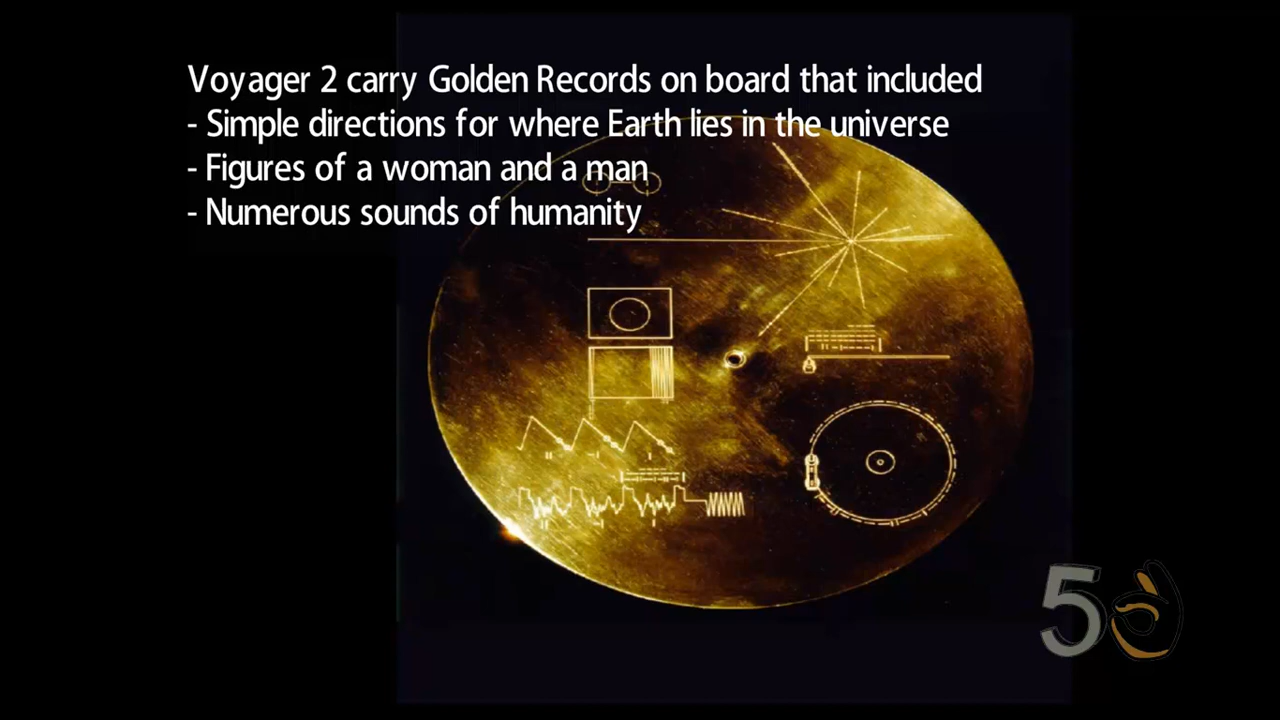 Voyager 2 carry Golden Records on board that included
- Simple directions for where Earth lies in the universe
- Figures of a woman and a man
- Numerous sounds of humanity
5